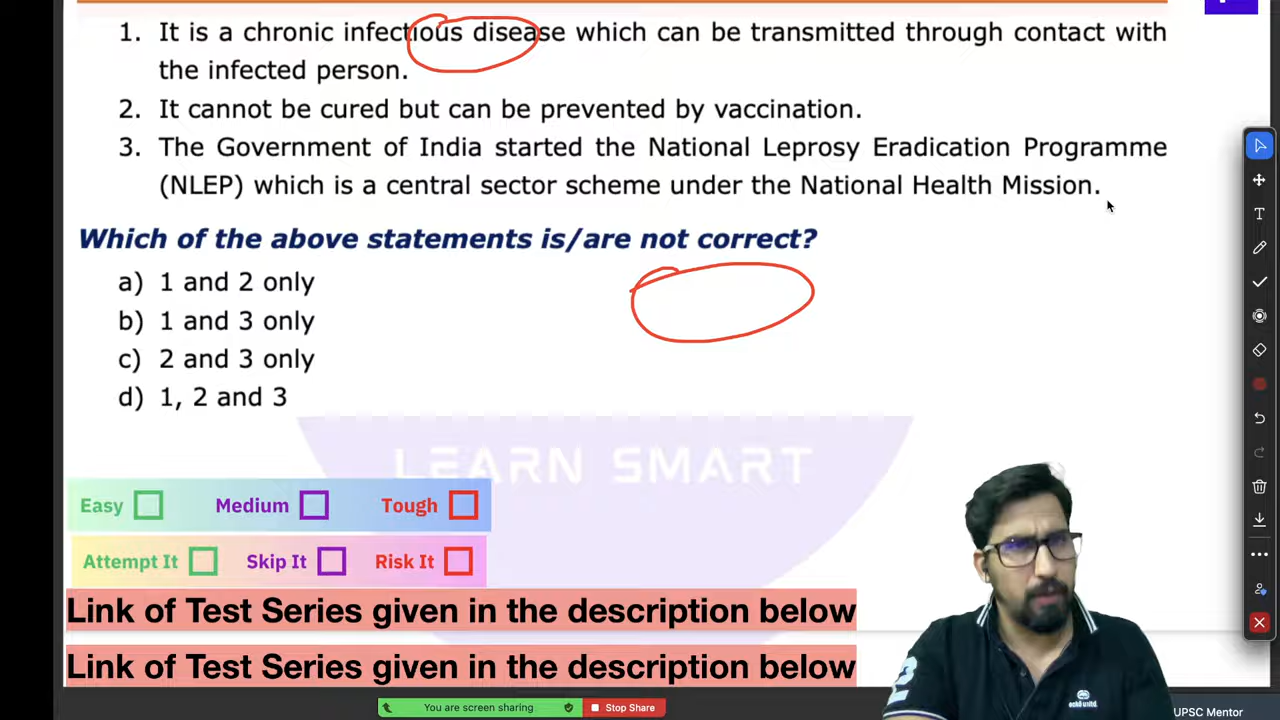 1. It is a chronic infectious disease which can be transmitted through contact with
the infected person.
2. It cannot be cured but can be prevented by vaccination.
3. The Government of India started the National Leprosy Eradication Programme
(NLEP) which is a central sector scheme under the National Health Mission.
Which of the above statements is/are not correct?
a) 1 and 2 only
b) 1 and 3 only
c) 2 and 3 only
d) 1, 2 and 3
LEARN SMART
Easy Medium Tough
Attempt It Skip It Risk It
Link of Test Series given in the description below
Link of Test Series given in the description below
2
ecko unltd.
You are screen sharing Stop Share
UPSC Mentor